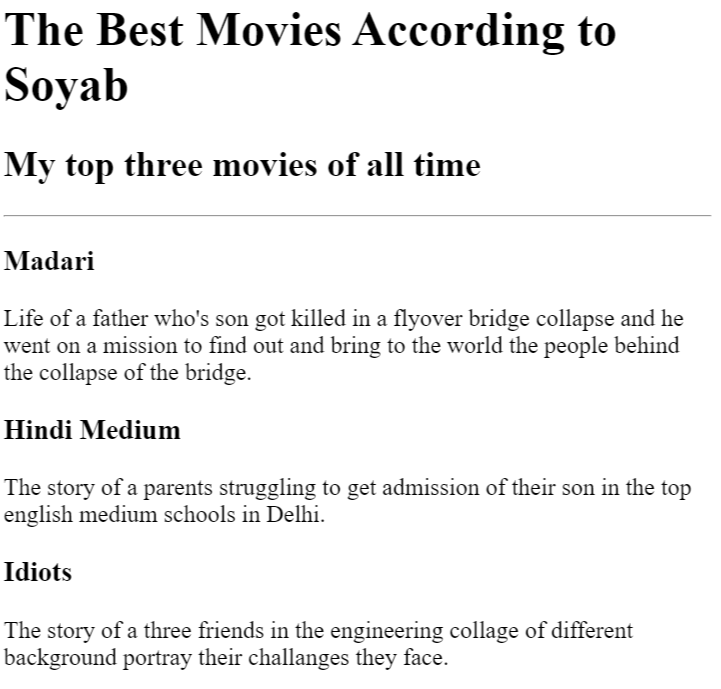 The Best Movies According to
Soyab
My top three movies of all time
Madari
Life of a father who's son got killed in a flyover bridge collapse and he
went on a mission to find out and bring to the world the people behind
the collapse of the bridge.
Hindi Medium
The story of a parents struggling to get admission of their son in the top
english medium schools in Delhi.
Idiots
The story of a three friends in the engineering collage of different
background portray their challanges they face.